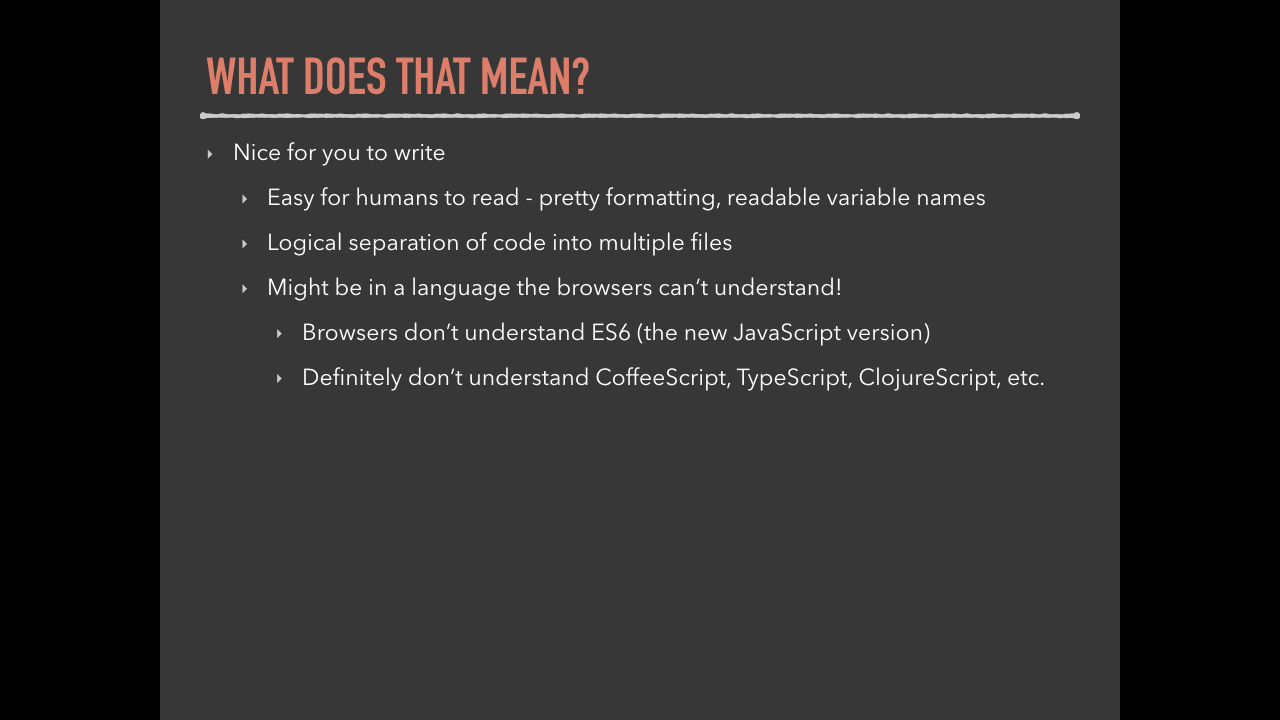 WHAT DOES THAT MEAN?
‣ Nice for you to write
‣ Easy for humans to read - pretty formatting, readable variable names
‣ Logical separation of code into multiple files
‣ Might be in a language the browsers can’t understand!
‣ Browsers don’t understand ES6 (the new JavaScript version)
‣ Definitely don’t understand CoffeeScript, TypeScript, ClojureScript, etc.